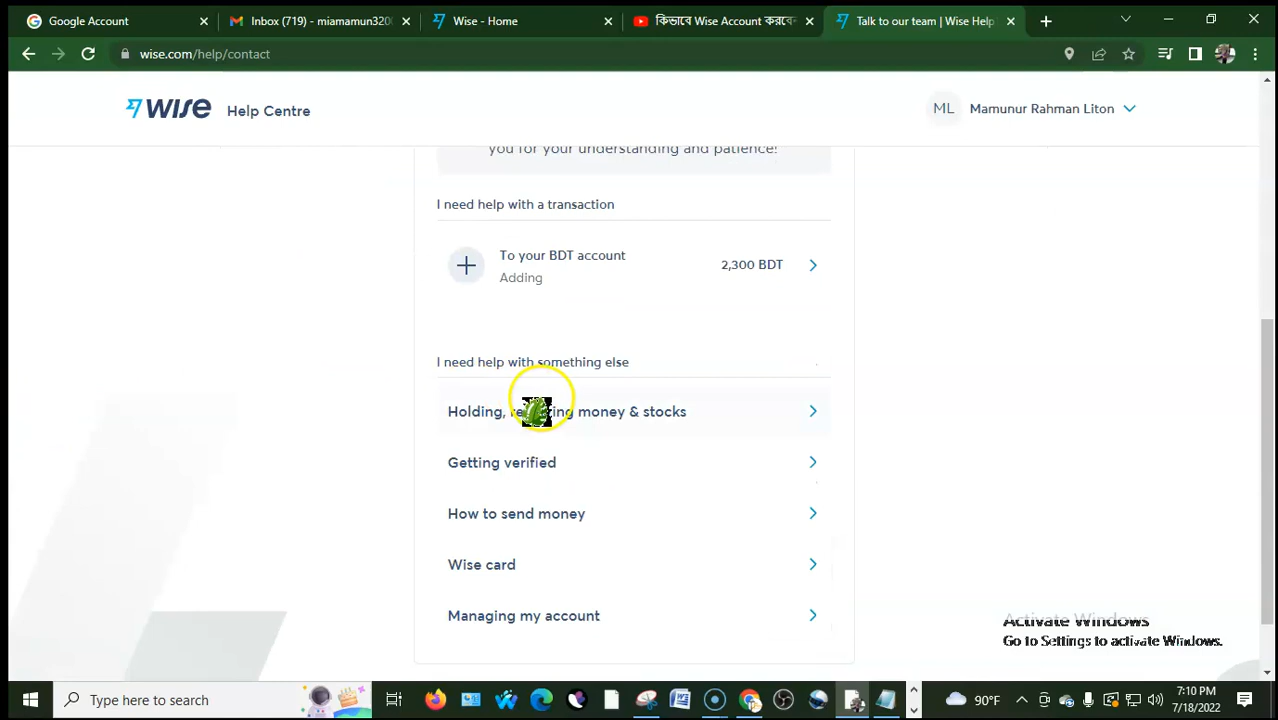 Google Account
Inbox (719) - miamamun320
Wise - Home
কিভাবে Wise Account করবেন
Talk to our team | Wise Help
wise.com/help/contact
WISE Help Centre
ML Mamunur Rahman Liton
you for your understanding and patience!
I need help with a transaction
To your BDT account
2,300 BDT
Adding
I need help with something else
Holding, money & stocks
Getting verified
How to send money
Wise card
Managing my account
Activate Windows
Go to Settings to activate Windows.
Type here to search
90°F
7:10 PM
7/18/2022